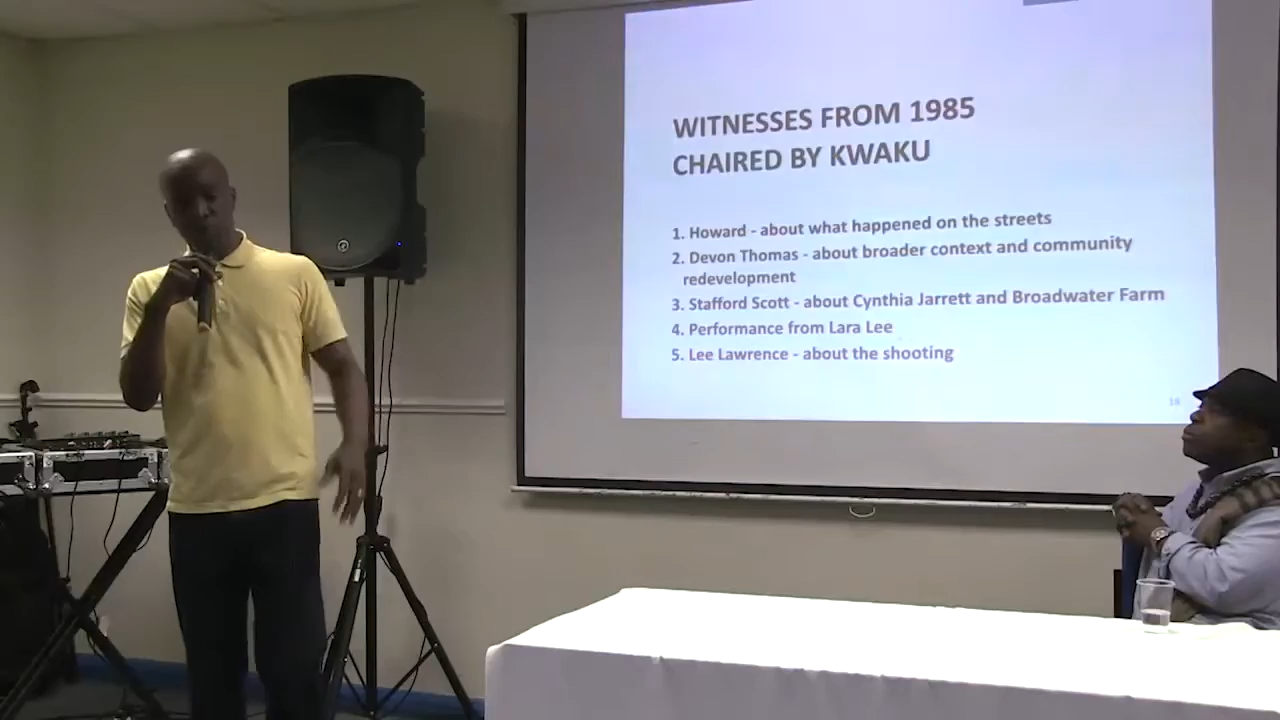 WITNESSES FROM 1985
CHAIRED BY KWAKU
1. Howard - about what happened on the streets
2. Devon Thomas - about broader context and community
redevelopment
3. Stafford Scott - about Cynthia Jarrett and Broadwater Farm
4. Performance from Lara Lee
5. Lee Lawrence - about the shooting